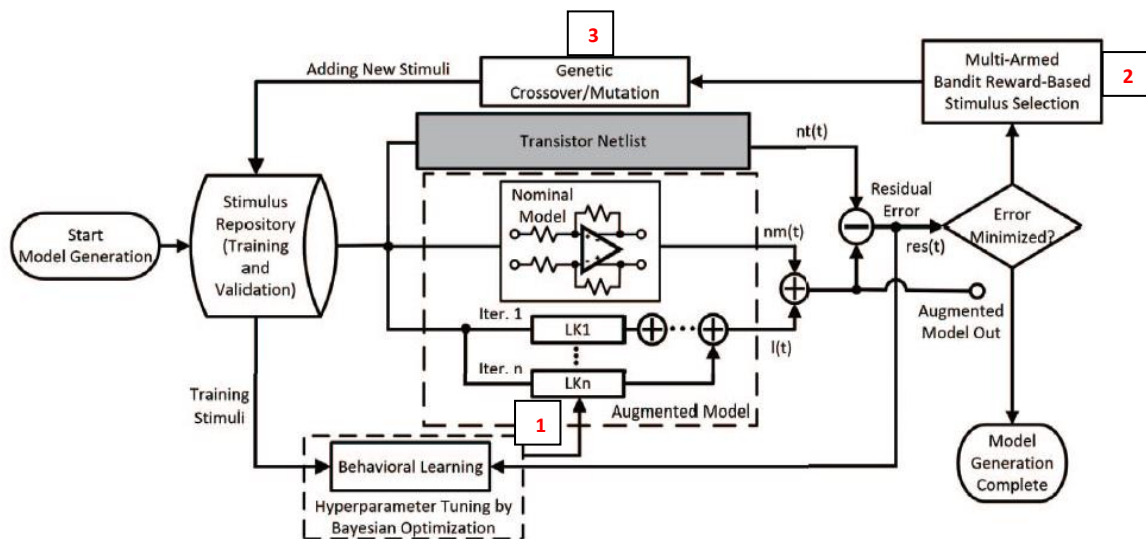 3
Genetic
Crossover/Mutation
Adding New Stimuli
Multi-Armed
Bandit Reward-Based
Stimulus Selection
2
Transistor Netlist
nt(t)
Start
Model Generation
Stimulus
Repository
(Training
and
Validation)
Nominal
Model
nm(t)
Residual
Error
res(t)
Error
Minimized?
Iter. 1
LK1
Iter. n
LKn
l(t)
Augmented
Model Out
Augmented Model
1
Training
Stimuli
Behavioral Learning
Hyperparameter Tuning by
Bayesian Optimization
Model
Generation
Complete